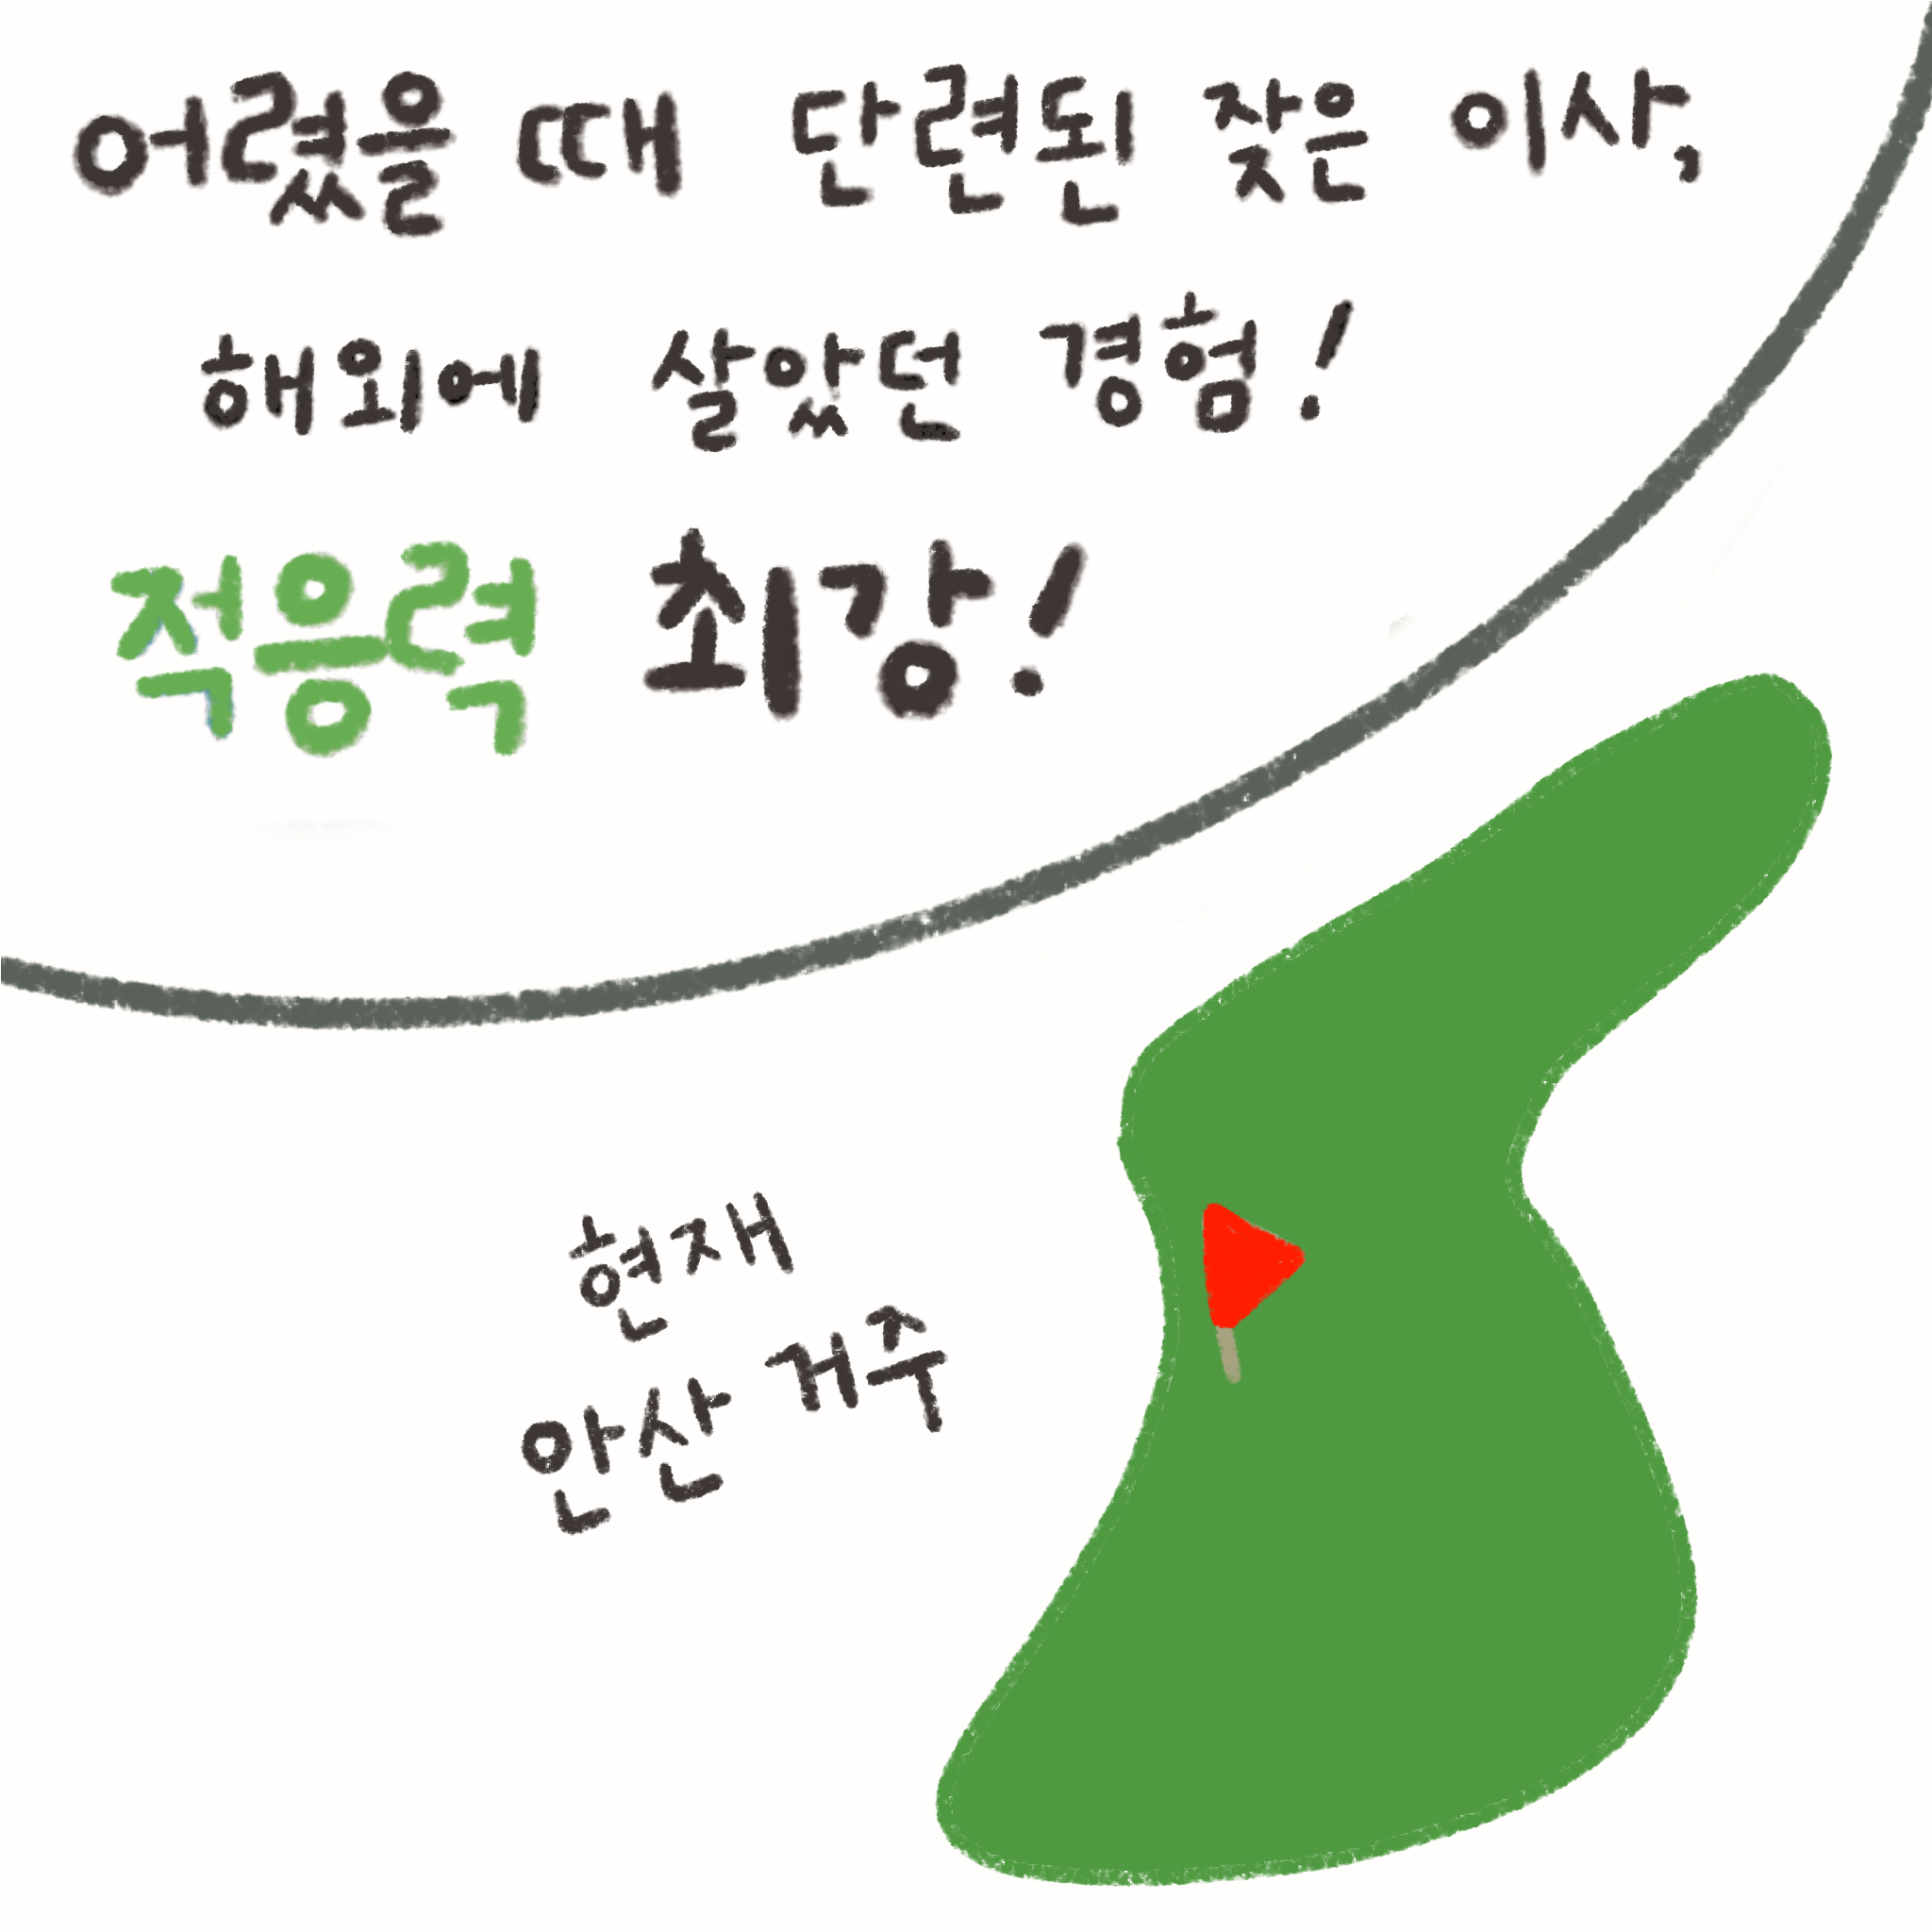 어렸을 때 단련된 잦은 이사,
해외에 살았던 경험!
적응력 최강!
현재
안산 거주